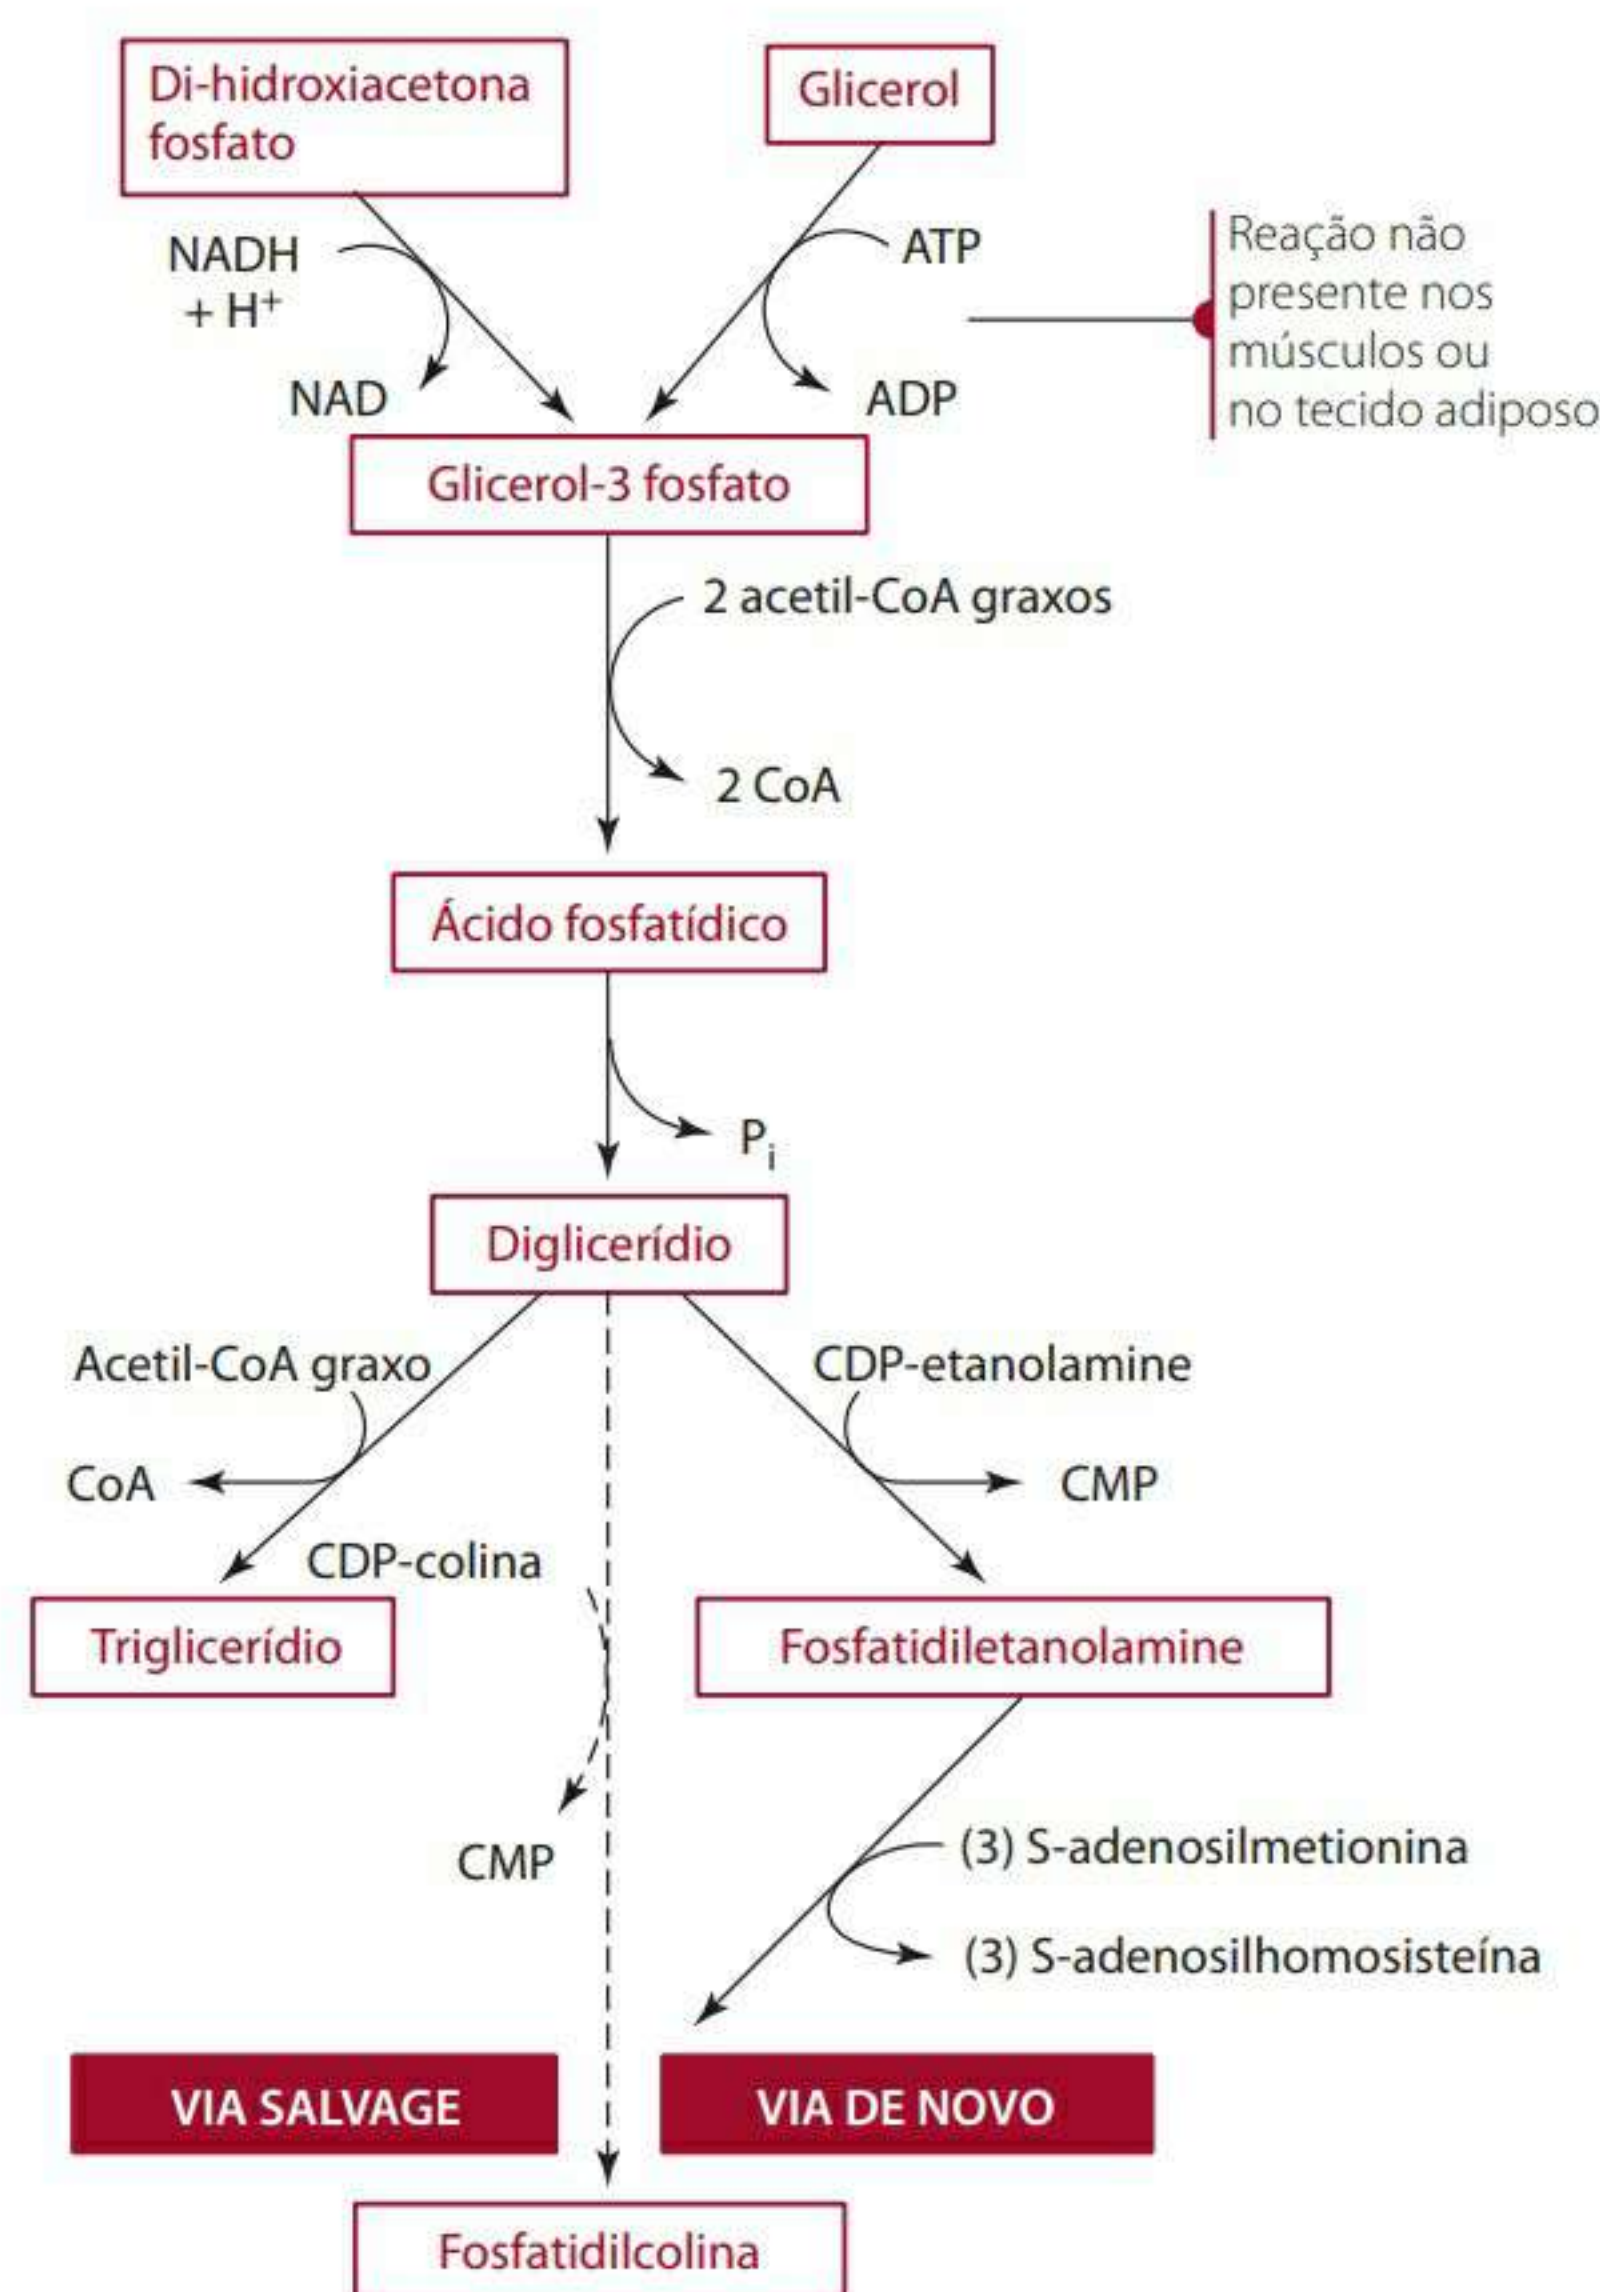 Di-hidroxiacetona
fosfato
Glicerol
NADH
+ H⁺
ATP
NAD
ADP
Reação não
presente nos
músculos ou
no tecido adiposo
Glicerol-3 fosfato
2 acetil-CoA graxos
2 CoA
Ácido fosfatídico
Pᵢ
Diglicerídio
Acetil-CoA graxo
CDP-etanolamine
CoA
CMP
CDP-colina
Triglicerídio
Fosfatidiletanolamine
(3) S-adenosilmetionina
CMP
(3) S-adenosilhomosisteína
VIA SALVAGE
VIA DE NOVO
Fosfatidilcolina